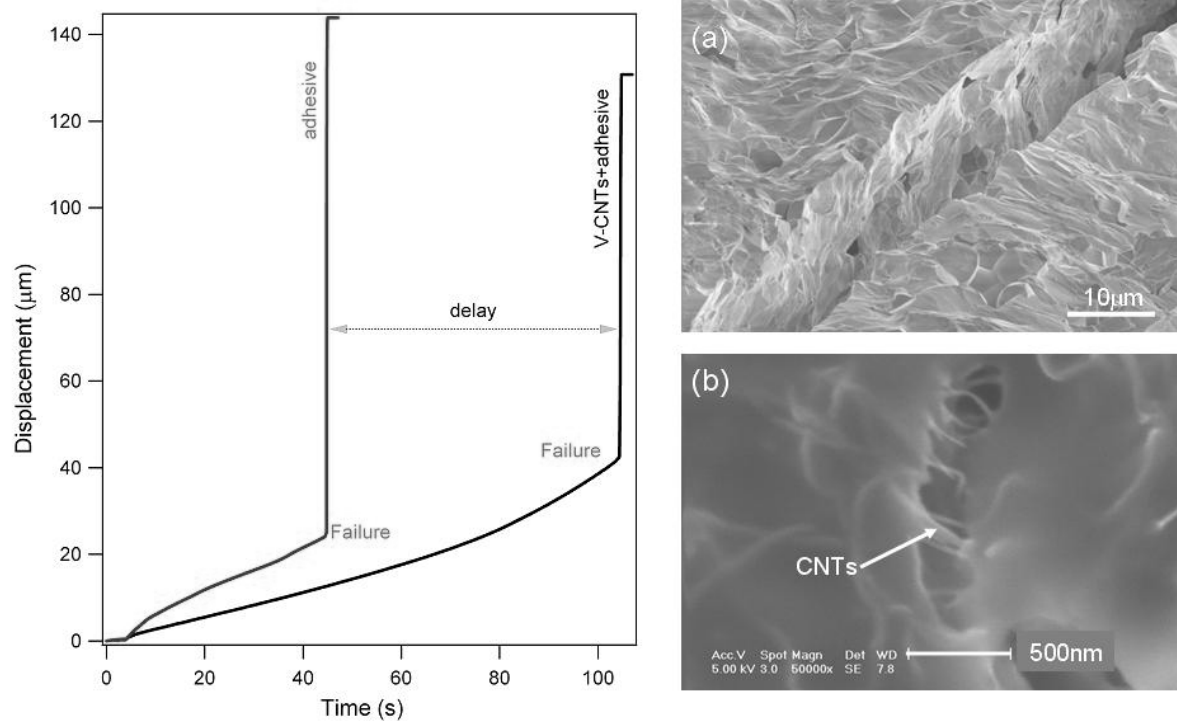 140
120
100
80
60
40
20
0
Displacement (μm)
adhesive
V-CNTs+adhesive
delay
Failure
Failure
0
20
40
60
80
100
Time (s)
(a)
10μm
(b)
CNTs
Acc.V Spot Magn Det WD
5.00 kV 3.0 50000x SE 7.8
500nm